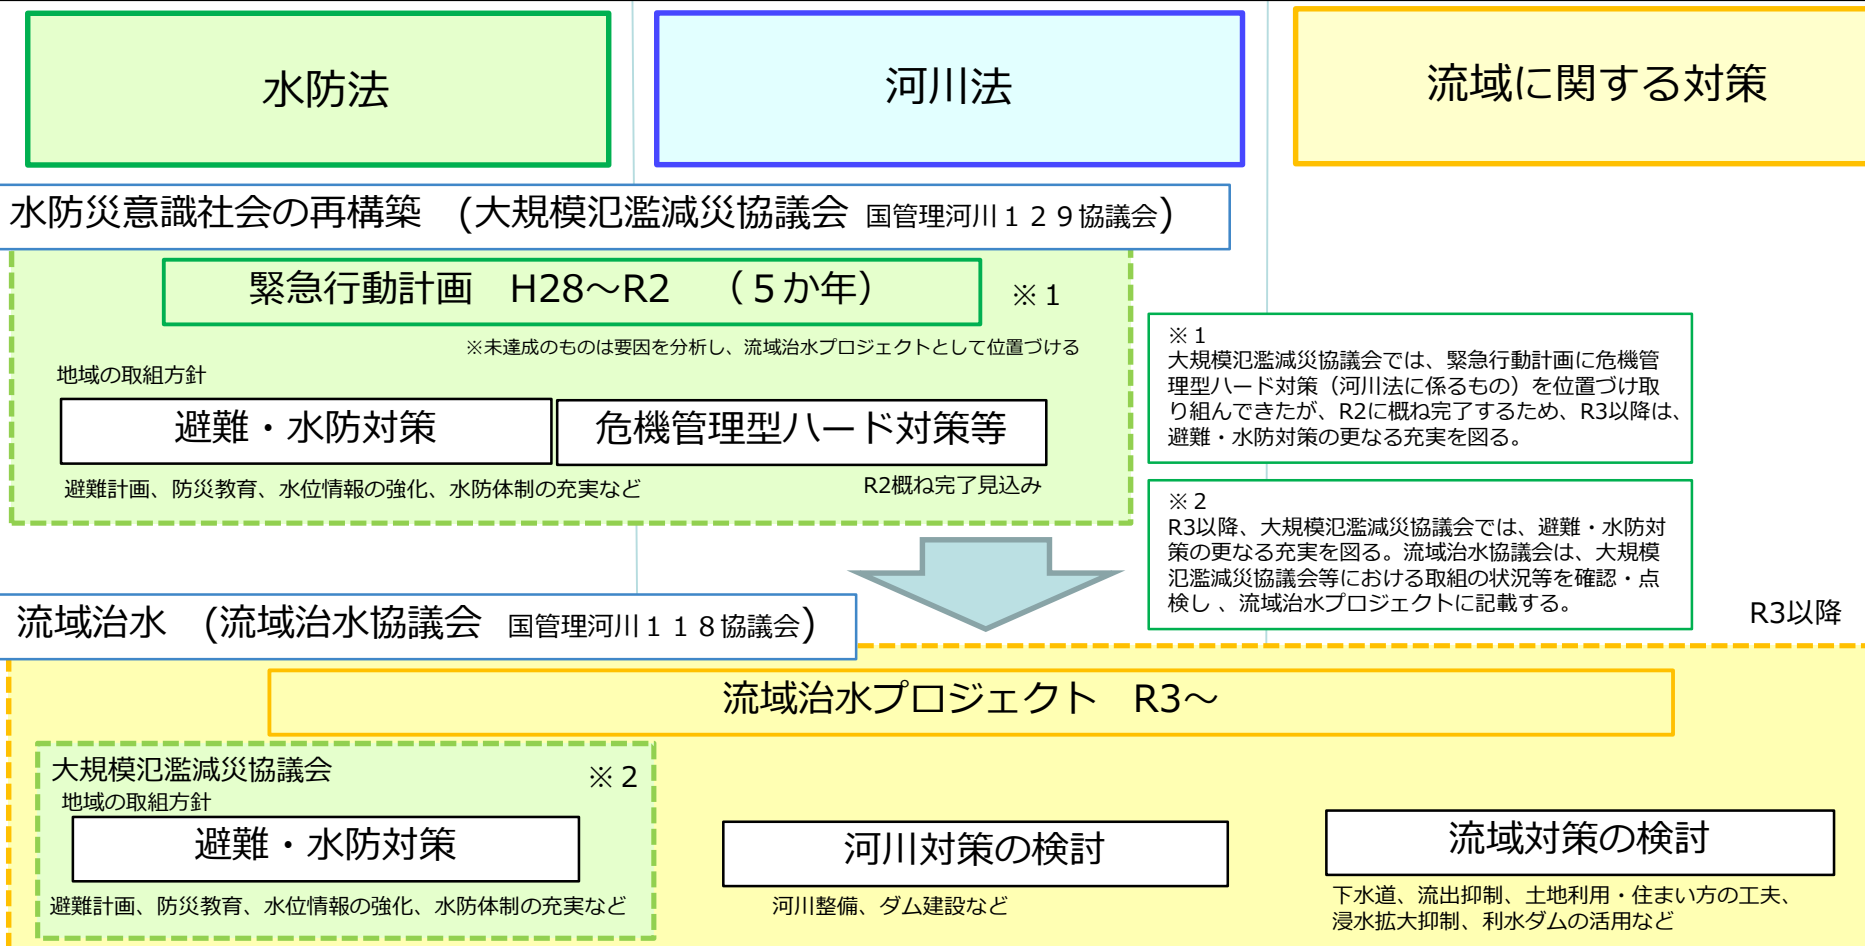 水防法
河川法
流域に関する対策
水防災意識社会の再構築　(大規模氾濫減災協議会 国管理河川１２９協議会)
緊急行動計画　H28～R2　（５か年）
※１
※未達成のものは要因を分析し、流域治水プロジェクトとして位置づける
地域の取組方針
避難・水防対策
危機管理型ハード対策等
避難計画、防災教育、水位情報の強化、水防体制の充実など
R2概ね完了見込み
※１
大規模氾濫減災協議会では、緊急行動計画に危機管
理型ハード対策（河川法に係るもの）を位置づけ取
り組んできたが、R2に概ね完了するため、R3以降は、
避難・水防対策の更なる充実を図る。
※２
R3以降、大規模氾濫減災協議会では、避難・水防対
策の更なる充実を図る。流域治水協議会は、大規模
氾濫減災協議会等における取組の状況等を確認・点
検し 、流域治水プロジェクトに記載する。
流域治水　(流域治水協議会　国管理河川１１８協議会)
R3以降
流域治水プロジェクト　R3～
大規模氾濫減災協議会
※２
地域の取組方針
避難・水防対策
避難計画、防災教育、水位情報の強化、水防体制の充実など
河川対策の検討
河川整備、ダム建設など
流域対策の検討
下水道、流出抑制、土地利用・住まい方の工夫、
浸水拡大抑制、利水ダムの活用など